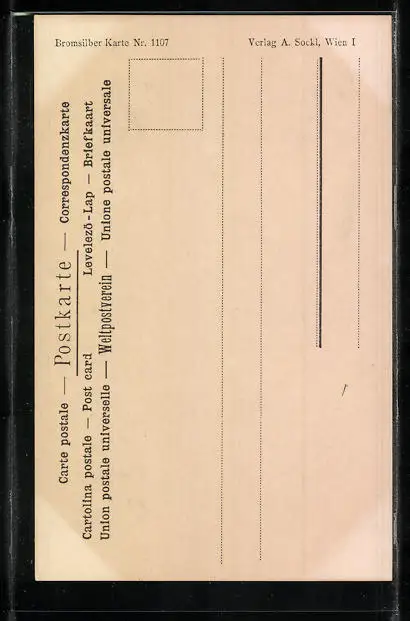 Bromsilber Karte Nr. 1107
Verlag A. Sockl, Wien I
Carte postale — Postkarte — Correspondenzkarte
Cartolina postale — Post card Levelező-Lap — Briefkaart
Union postale universelle — Weltpostverein — Unione postale universale